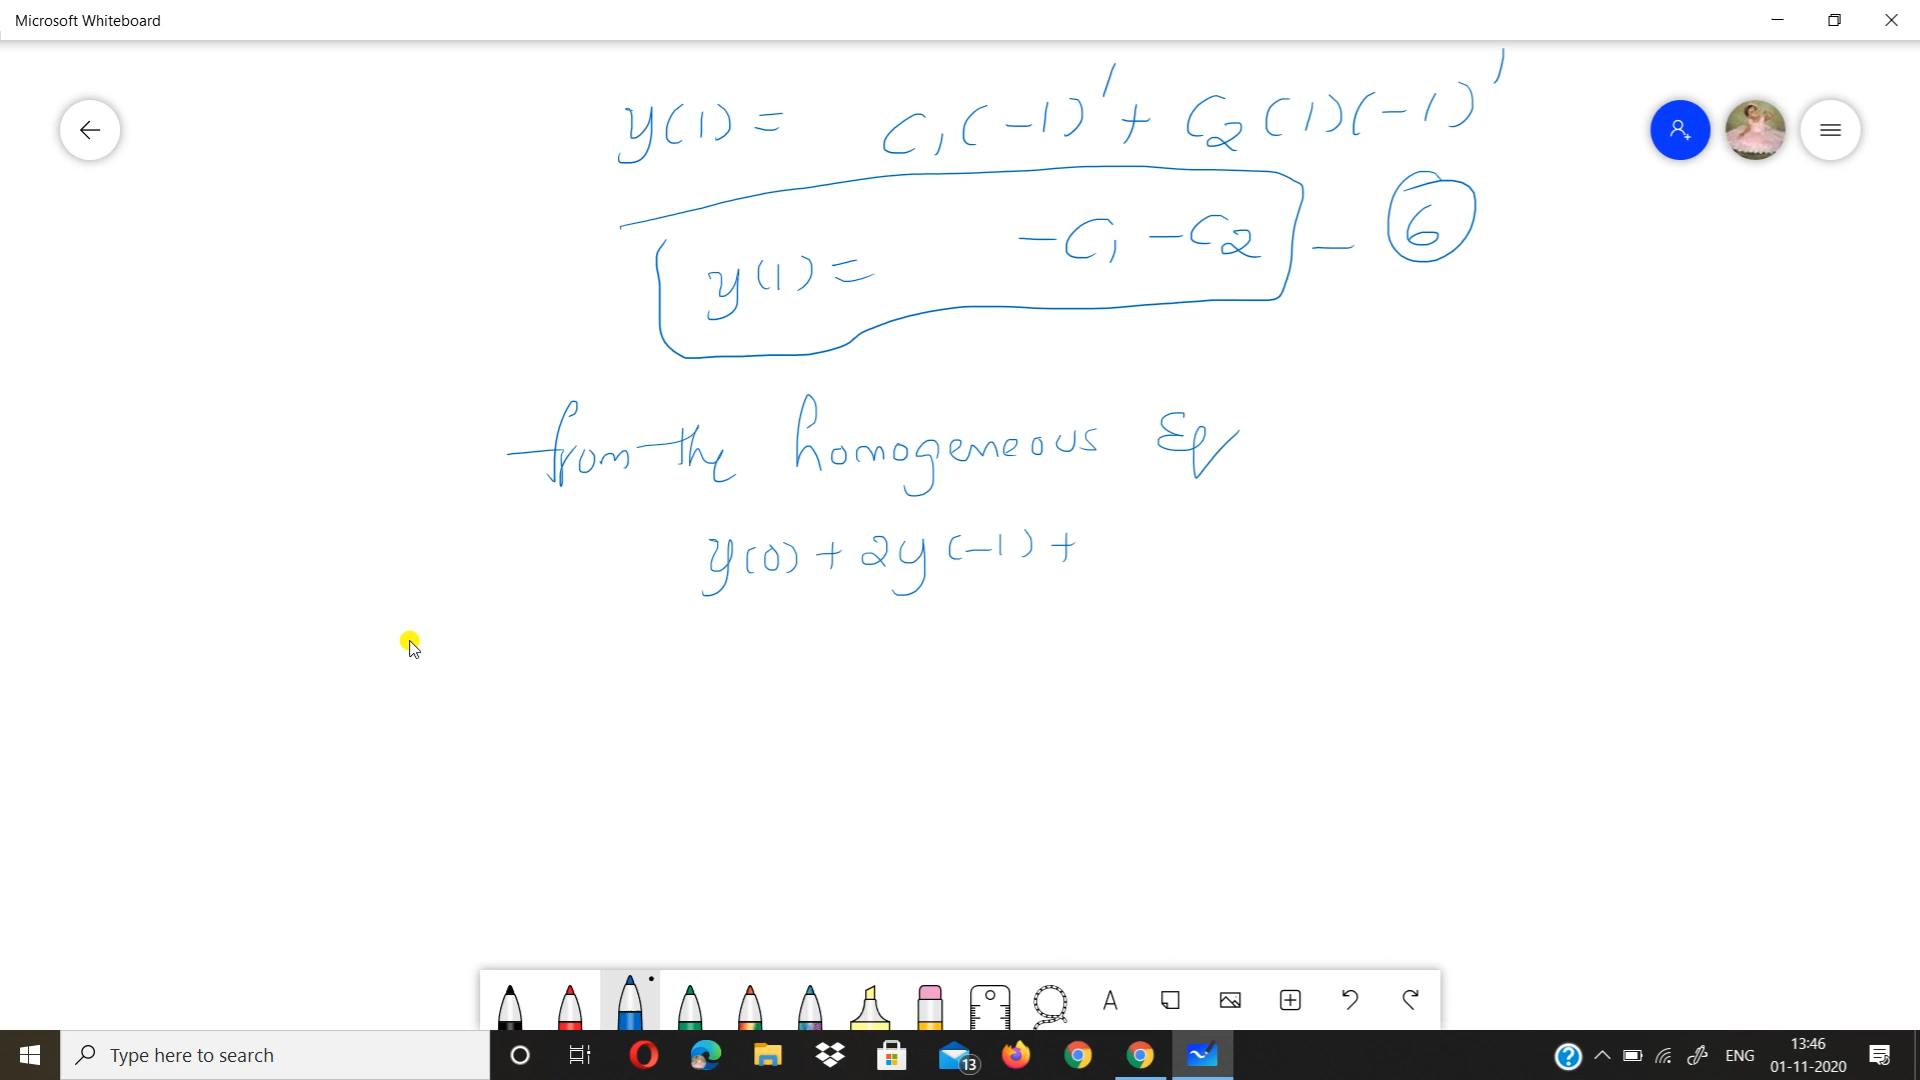 Microsoft Whiteboard
y(1) = C₁(-1)¹ + C₂(1)(-1)¹
y(1) = -C₁ - C₂ - 6
from the homogeneous Eq
y(0) + 2y(-1) +
A
Type here to search
13
ENG
13:46
01-11-2020